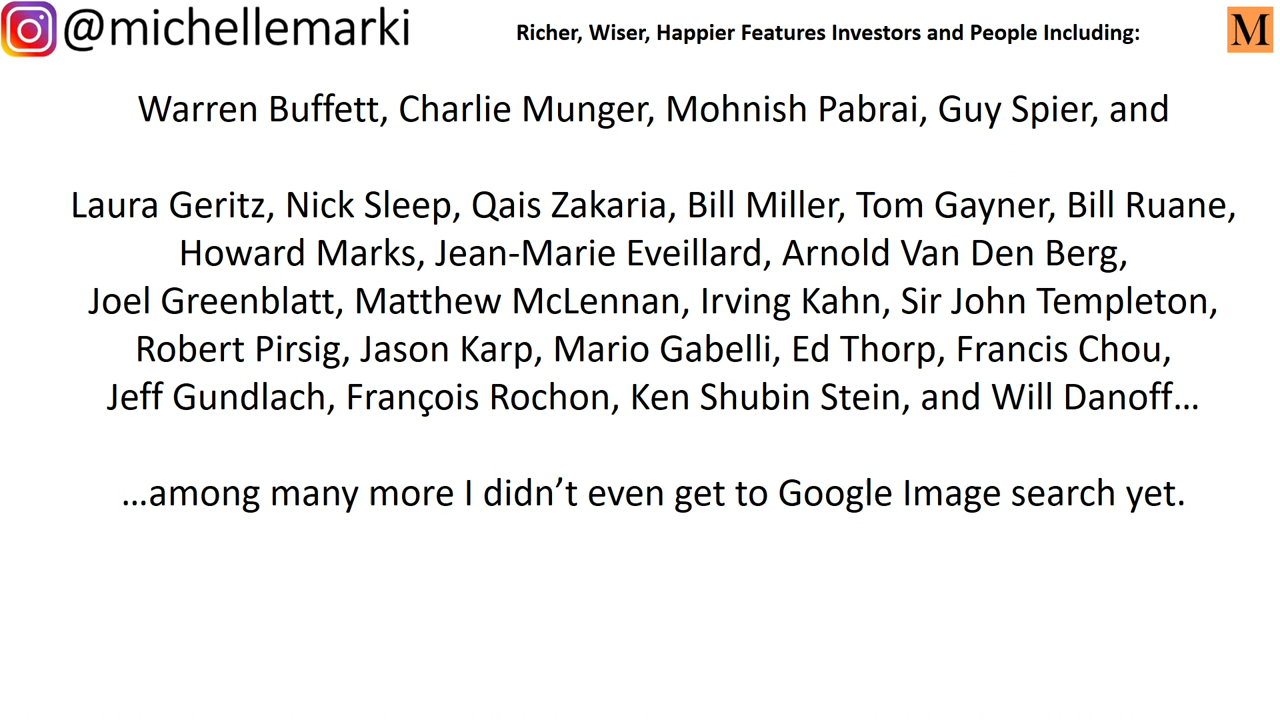 @michellemarki
Richer, Wiser, Happier Features Investors and People Including:
M
Warren Buffett, Charlie Munger, Mohnish Pabrai, Guy Spier, and
Laura Geritz, Nick Sleep, Qais Zakaria, Bill Miller, Tom Gayner, Bill Ruane,
Howard Marks, Jean-Marie Eveillard, Arnold Van Den Berg,
Joel Greenblatt, Matthew McLennan, Irving Kahn, Sir John Templeton,
Robert Pirsig, Jason Karp, Mario Gabelli, Ed Thorp, Francis Chou,
Jeff Gundlach, François Rochon, Ken Shubin Stein, and Will Danoff…
…among many more I didn’t even get to Google Image search yet.